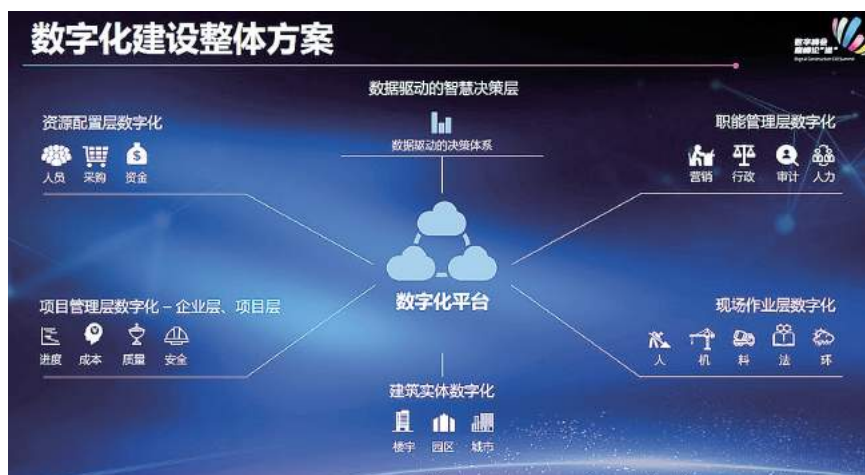 数字化建设整体方案
数字峰会
数据驱动的智慧决策层
数据驱动的决策体系
资源配置层数字化
人员 采购 资金
职能管理层数字化
营销 行政 审计 人力
数字化平台
项目管理层数字化 – 企业层、项目层
进度 成本 质量 安全
现场作业层数字化
人 机 料 法 环
建筑实体数字化
楼宇 园区 城市